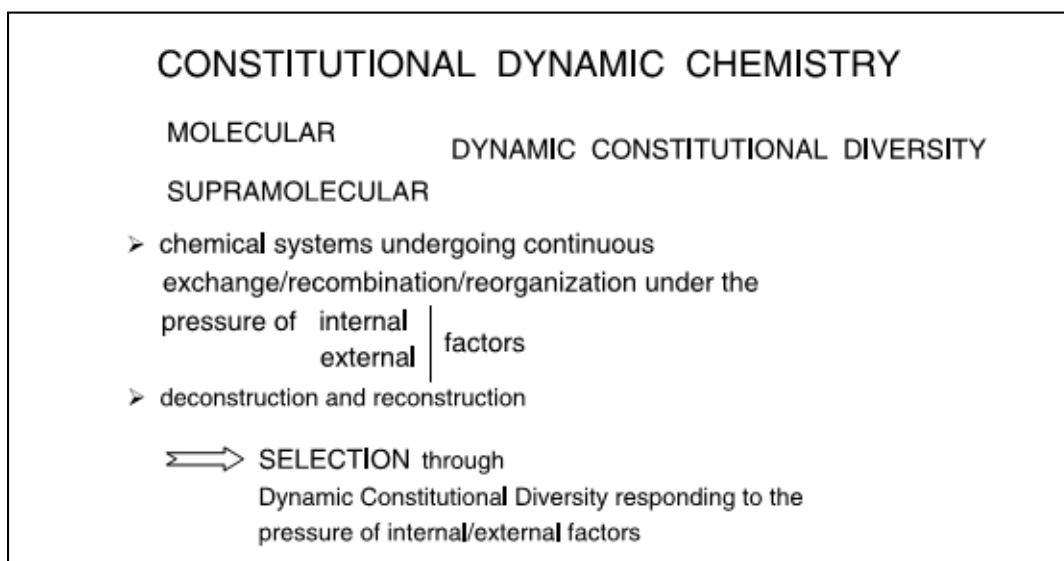 CONSTITUTIONAL DYNAMIC CHEMISTRY
MOLECULAR
DYNAMIC CONSTITUTIONAL DIVERSITY
SUPRAMOLECULAR
➢ chemical systems undergoing continuous
exchange/recombination/reorganization under the
pressure of internal
external
factors
➢ deconstruction and reconstruction
SELECTION through
Dynamic Constitutional Diversity responding to the
pressure of internal/external factors